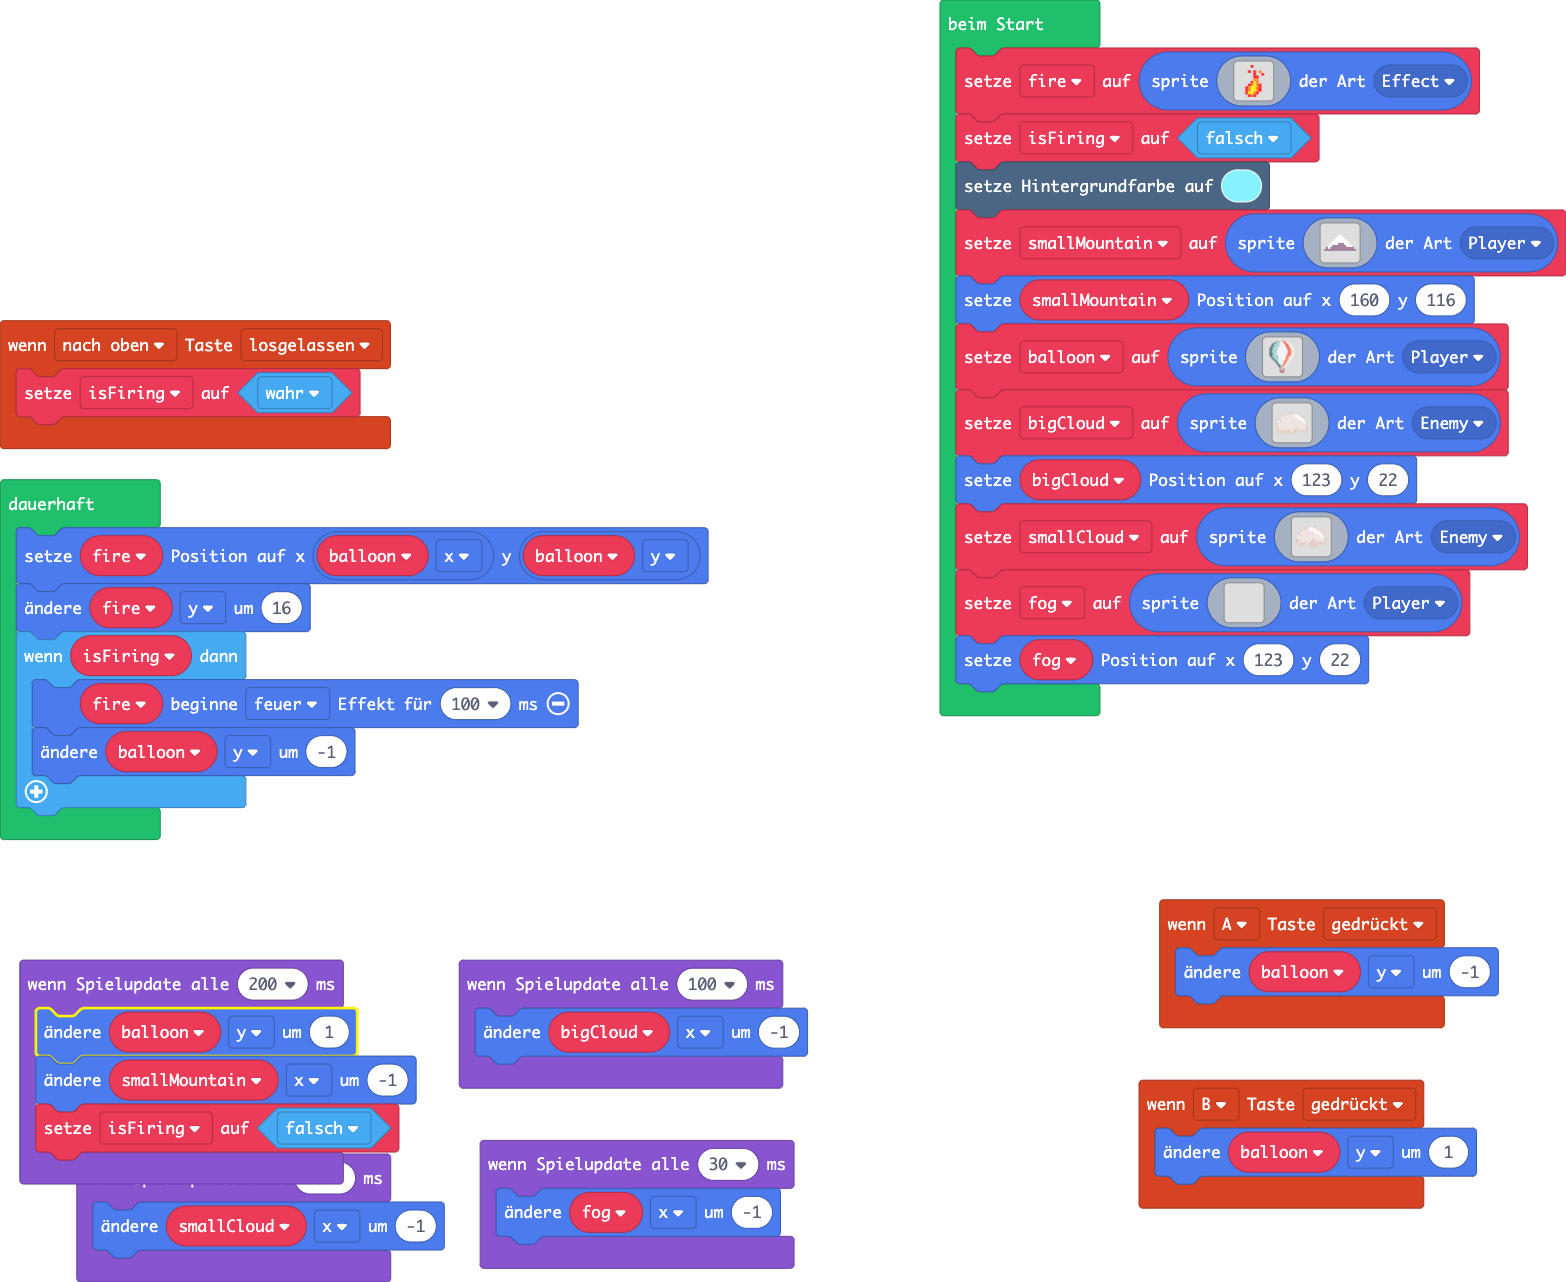 beim Start
setze fire auf sprite der Art Effect
setze isFiring auf falsch
setze Hintergrundfarbe auf
setze smallMountain auf sprite der Art Player
setze smallMountain Position auf x 160 y 116
setze balloon auf sprite der Art Player
setze bigCloud auf sprite der Art Enemy
setze bigCloud Position auf x 123 y 22
setze smallCloud auf sprite der Art Enemy
setze fog auf sprite der Art Player
setze fog Position auf x 123 y 22
wenn nach oben Taste losgelassen
setze isFiring auf wahr
dauerhaft
setze fire Position auf x balloon x y balloon y
ändere fire y um 16
wenn isFiring dann
fire beginne feuer Effekt für 100 ms
ändere balloon y um -1
wenn Spielupdate alle 200 ms
ändere balloon y um 1
ändere smallMountain x um -1
setze isFiring auf falsch
ms
ändere smallCloud x um -1
wenn Spielupdate alle 100 ms
ändere bigCloud x um -1
wenn Spielupdate alle 30 ms
ändere fog x um -1
wenn A Taste gedrückt
ändere balloon y um -1
wenn B Taste gedrückt
ändere balloon y um 1